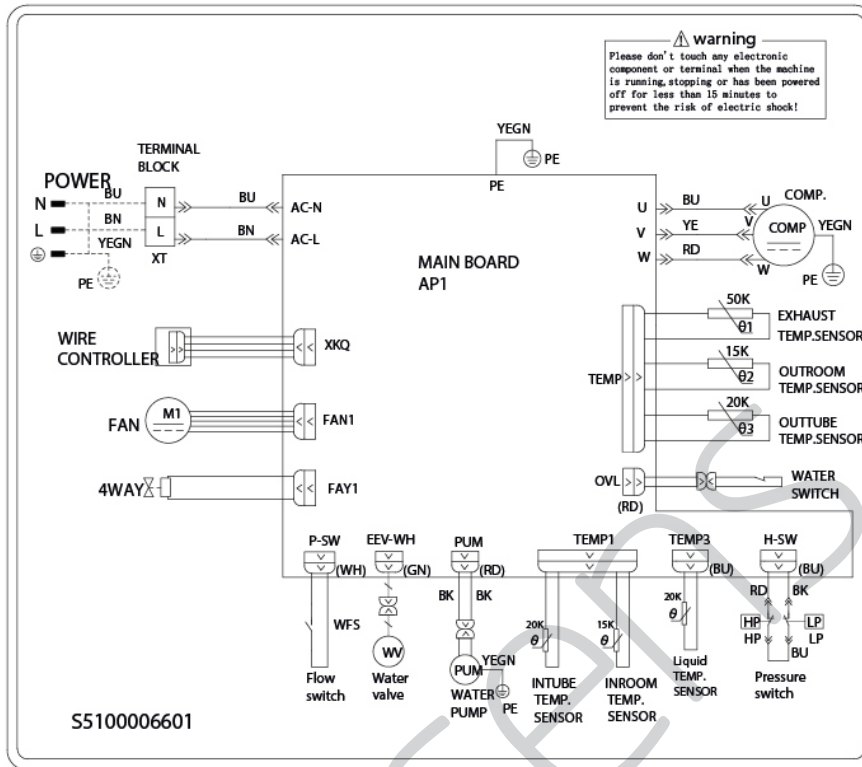 ⚠ warning
Please don't touch any electronic
component or terminal when the machine
is running, stopping or has been powered
off for less than 15 minutes to
prevent the risk of electric shock!
YEGN
PE
PE
TERMINAL
BLOCK
POWER
BU
N
N
BU
AC-N
BN
L
L
BN
AC-L
YEGN
XT
PE
MAIN BOARD
AP1
COMP.
U
BU
U
V
YE
V
COMP
YEGN
W
RD
W
PE
WIRE
CONTROLLER
XKQ
FAN
M1
FAN1
4WAY
FAY1
TEMP
50K
θ1
EXHAUST
TEMP.SENSOR
15K
θ2
OUTROOM
TEMP.SENSOR
20K
θ3
OUTTUBE
TEMP.SENSOR
OVL
(RD)
WATER
SWITCH
P-SW
(WH)
WFS
Flow
switch
EEV-WH
(GN)
WV
Water
valve
PUM
(RD)
BK
BK
PUM
YEGN
PE
WATER
PUMP
TEMP1
20K
θ
INTUBE
TEMP.
SENSOR
15K
θ
INROOM
TEMP.
SENSOR
TEMP3
(BU)
20K
θ
Liquid
TEMP.
SENSOR
H-SW
(BU)
RD
BK
HP
LP
HP
LP
BU
Pressure
switch
S5100006601